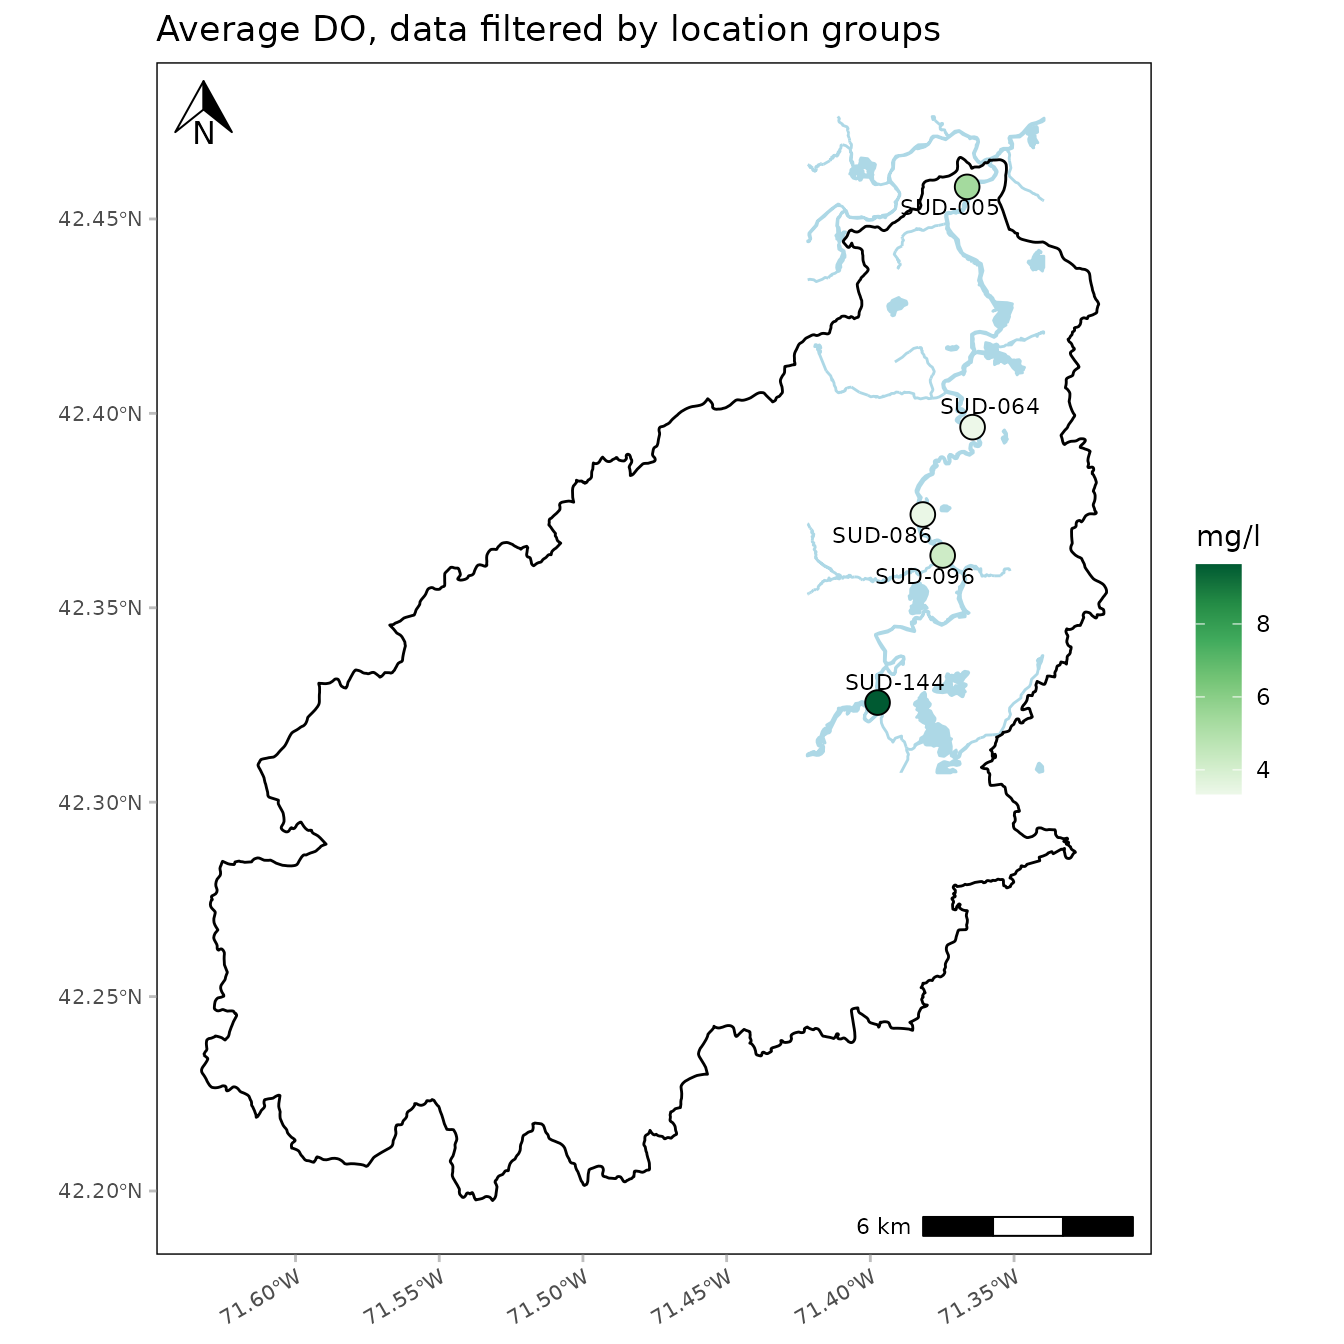 Average DO, data filtered by location groups
N
SUD-005
42.45°N
SUD-064
42.40°N
SUD-086
SUD-096
42.35°N
SUD-144
42.30°N
42.25°N
42.20°N
6 km
71.60°W
71.55°W
71.50°W
71.45°W
71.40°W
71.35°W
mg/l
8
6
4